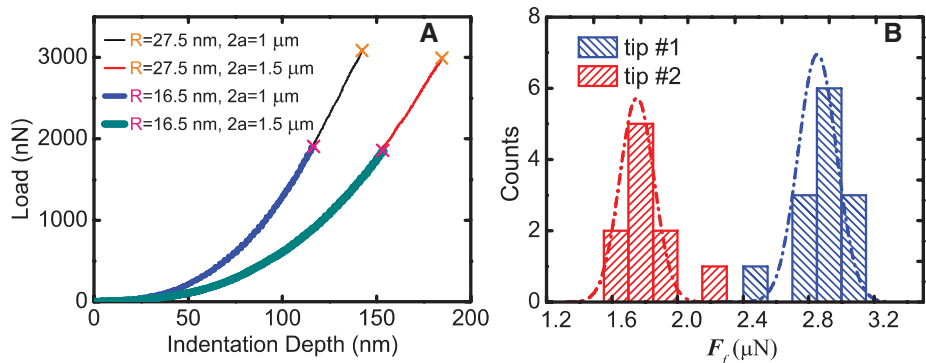 A
R=27.5 nm, 2a=1 μm
R=27.5 nm, 2a=1.5 μm
R=16.5 nm, 2a=1 μm
R=16.5 nm, 2a=1.5 μm
3000
2000
1000
0
Load (nN)
0 50 100 150 200
Indentation Depth (nm)
B
tip #1
tip #2
8
6
4
2
0
Counts
1.2 1.6 2.0 2.4 2.8 3.2
F_f (μN)